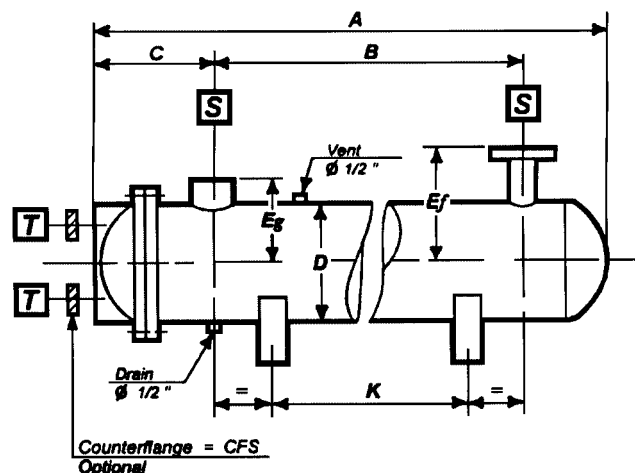 A
C
B
S
S
Vent
Ø 1/2 "
Eg
Ef
T
D
T
Drain
Ø 1/2 "
=
K
=
Counterflange = CFS
Optional